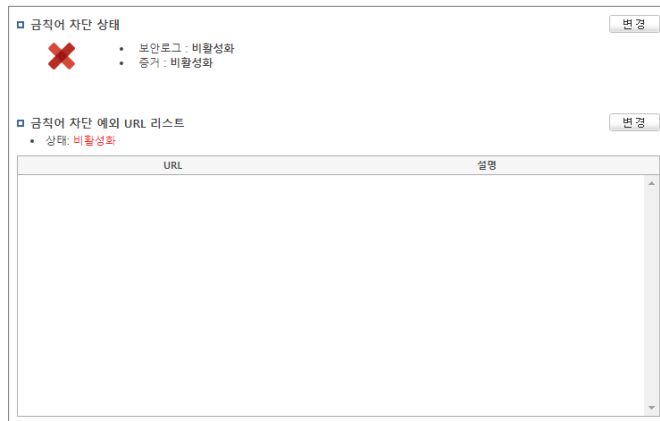 금칙어 차단 상태
변경
보안로그 : 비활성화
증거 : 비활성화
금칙어 차단 예외 URL 리스트
변경
상태: 비활성화
URL 설명